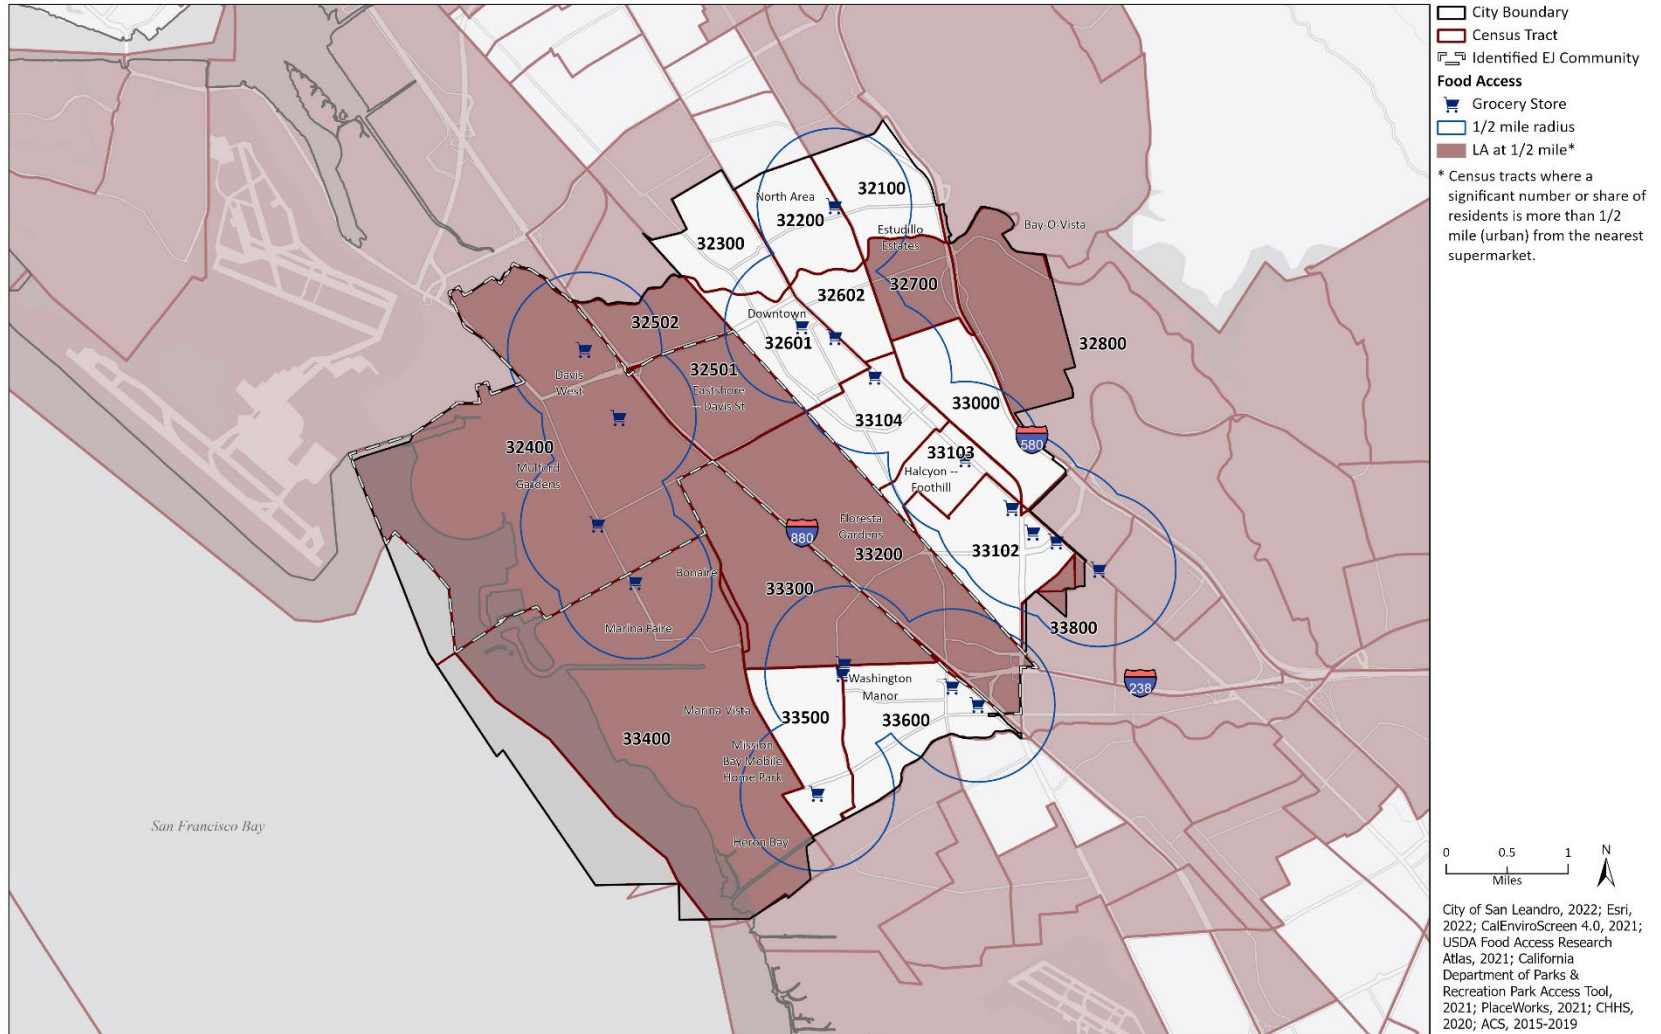 City Boundary
Census Tract
Identified EJ Community
Food Access
Grocery Store
1/2 mile radius
LA at 1/2 mile*
* Census tracts where a
significant number or share of
residents is more than 1/2
mile (urban) from the nearest
supermarket.
32100
North Area
32200
Bay-O-Vista
Estudillo
Estates
32300
32700
32602
Downtown
32502
32601
32800
32501
Davis
West
Eastshore
-- Davis St
33000
33104
580
32400
33103
Mulford
Gardens
Halcyon --
Foothill
Floresta
Gardens
880
33200
33102
Bonaire
33300
Marina Faire
33800
Washington
Manor
238
Marina Vista
33500
33600
33400
Mission
Bay Mobile
Home Park
San Francisco Bay
Heron Bay
0 0.5 1
Miles
N
City of San Leandro, 2022; Esri,
2022; CalEnviroScreen 4.0, 2021;
USDA Food Access Research
Atlas, 2021; California
Department of Parks &
Recreation Park Access Tool,
2021; PlaceWorks, 2021; CHHS,
2020; ACS, 2015-2019